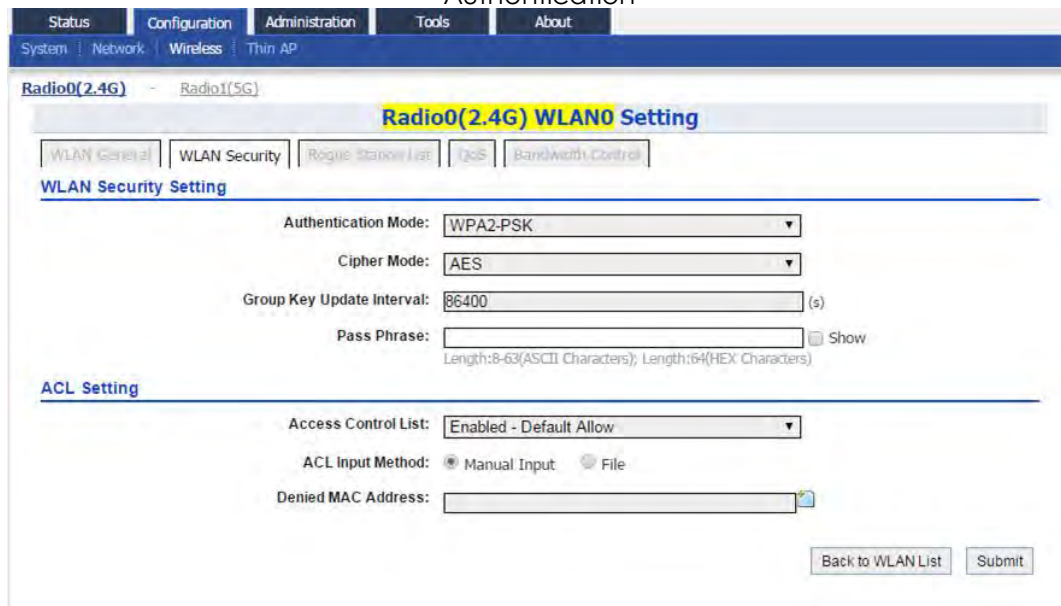 Authentication
Status Configuration Administration Tools About
System Network Wireless Thin AP
Radio0(2.4G) - Radio1(5G)
Radio0(2.4G) WLAN0 Setting
WLAN General WLAN Security Rogue Station List QoS Bandwidth Control
WLAN Security Setting
Authentication Mode: WPA2-PSK
Cipher Mode: AES
Group Key Update Interval: 86400 (s)
Pass Phrase: Show
Length:8-63(ASCII Characters); Length:64(HEX Characters)
ACL Setting
Access Control List: Enabled - Default Allow
ACL Input Method: Manual Input File
Denied MAC Address:
Back to WLAN List Submit